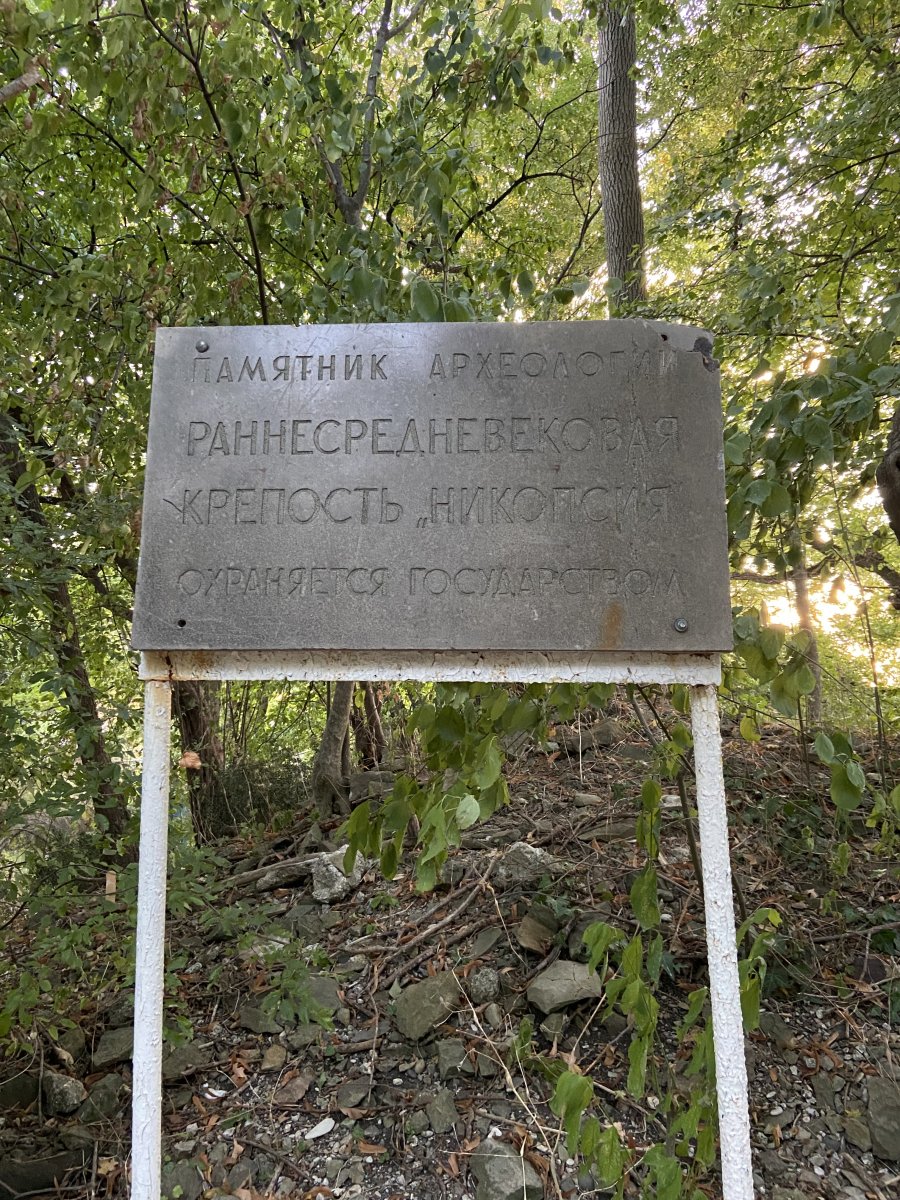 ПАМЯТНИК АРХЕОЛОГИИ
РАННЕСРЕДНЕВЕКОВАЯ
КРЕПОСТЬ „НИКОПСИЯ"
ОХРАНЯЕТСЯ ГОСУДАРСТВОМ